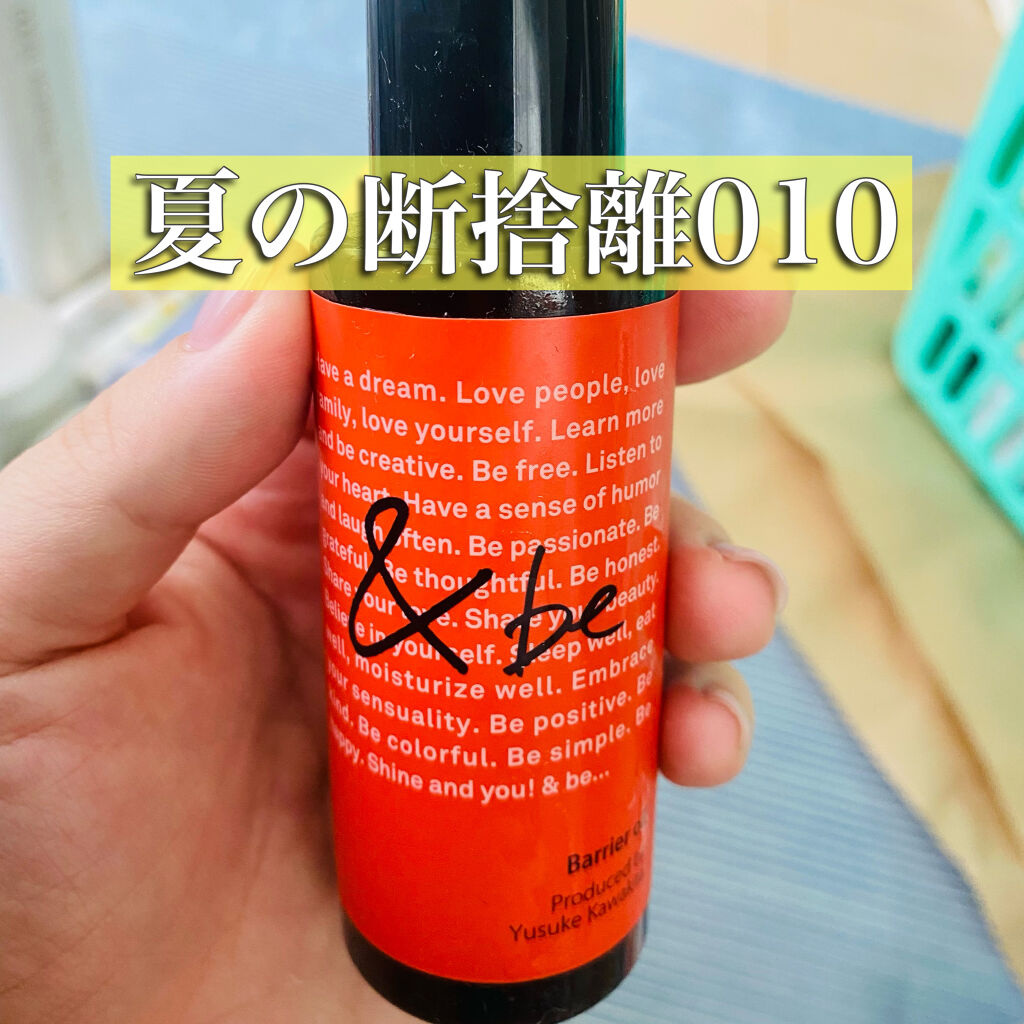 夏の断捨離010
ave a dream. Love people, love
amily, love yourself. Learn more
nd be creative. Be free. Listen to
your heart. Have a sense of humor
and laugh often. Be passionate. Be
grateful. Be thoughtful. Be honest.
Share your love. Share your beauty.
Believe in yourself. Sleep well, eat
well, moisturize well. Embrace
your sensuality. Be positive. Be
kind. Be colorful. Be simple. Be
happy. Shine and you! & be...
& be
Barrier
Produced
Yusuke